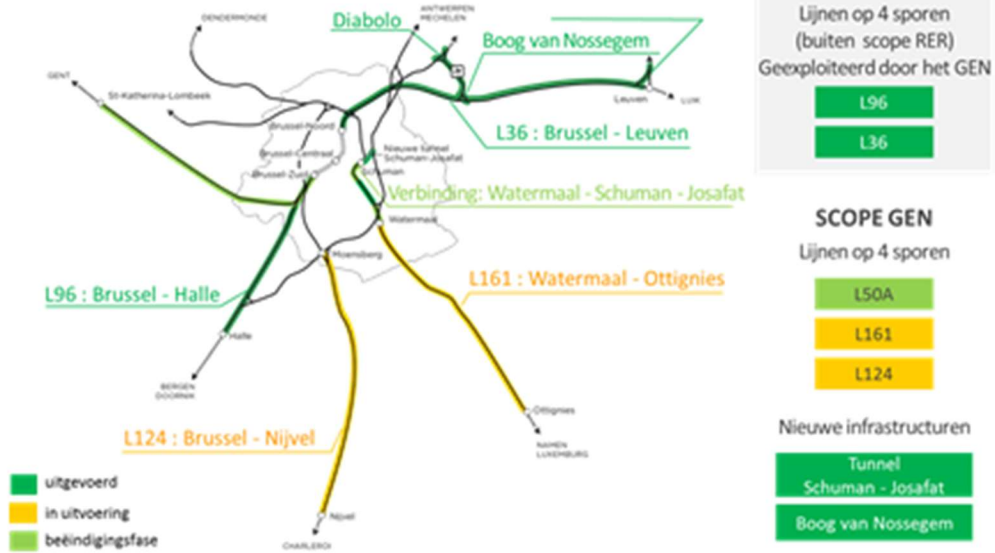 DENDERMONDE
Diabolo
ANTWERPEN
MECHELEN
Boog van Nossegem
GENT
St-Katherina-Lombeek
Leuven
LUIK
Brussel-Noord
L36 : Brussel - Leuven
Brussel-Centraal
Nieuwe tunnel
Schuman-Josafat
Brussel-Zuid
Schuman
Verbinding: Watermaal - Schuman - Josafat
Watermaal
Moensberg
L161 : Watermaal - Ottignies
L96 : Brussel - Halle
Halle
BERGEN
DOORNIK
Ottignies
L124 : Brussel - Nijvel
NAMEN
LUXEMBURG
Nijvel
CHARLEROI
uitgevoerd
in uitvoering
beëindigingsfase
Lijnen op 4 sporen
(buiten scope RER)
Geexploiteerd door het GEN
L96
L36
SCOPE GEN
Lijnen op 4 sporen
L50A
L161
L124
Nieuwe infrastructuren
Tunnel
Schuman - Josafat
Boog van Nossegem